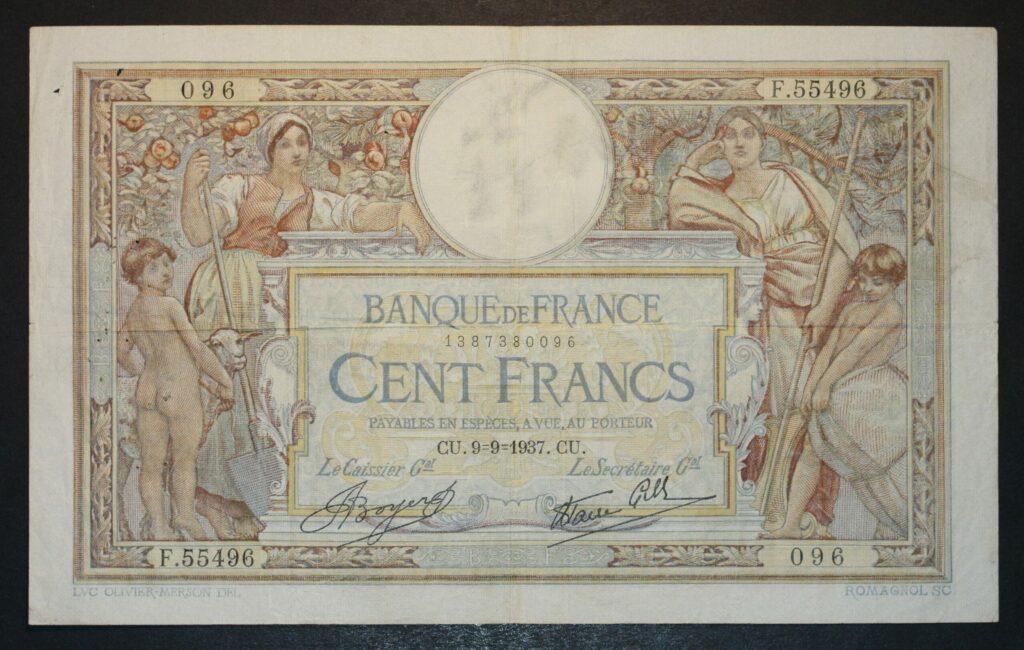 096 F.55496
BANQUE DE FRANCE
1387380096
CENT FRANCS
PAYABLES EN ESPÈCES, A VUE, AU PORTEUR
CU. 9=9=1937. CU.
Le Caissier Gal Le Secrétaire Gal
J Boyer
F.55496 096
LVC OLIVIER-MERSON DEL. ROMAGNOL SC